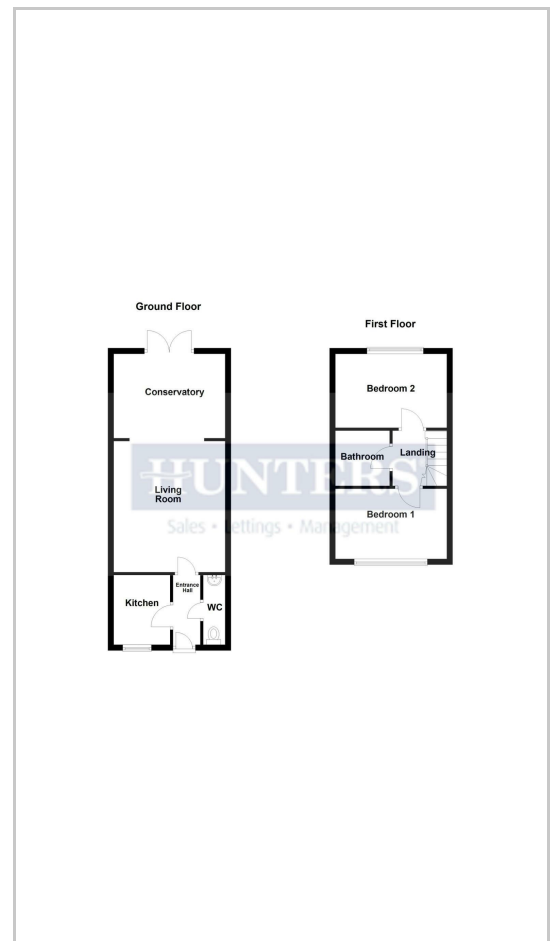 Ground Floor
Conservatory
Living
Room
Kitchen
Entrance
Hall
WC
First Floor
Bedroom 2
Bathroom
Landing
Bedroom 1
HUNTERS
Sales • Lettings • Management